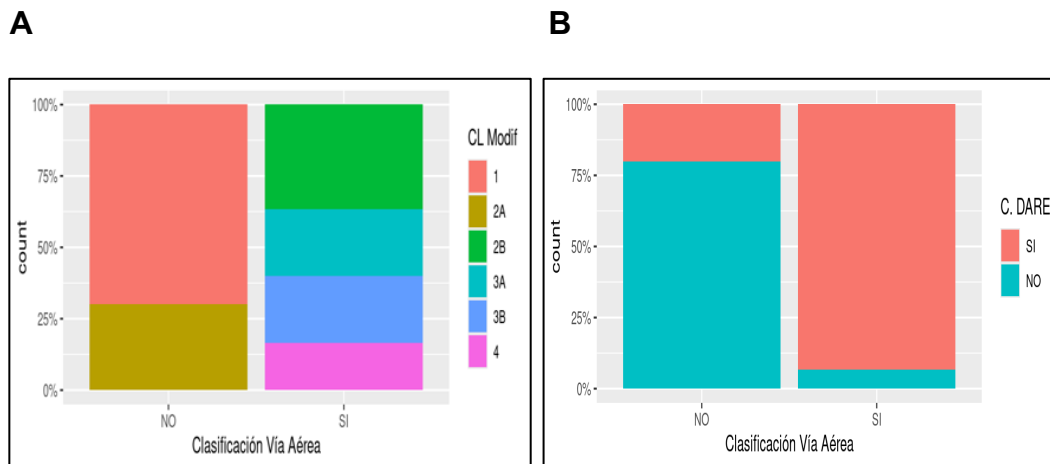 A
B
100%
75%
50%
25%
0%
count
NO
SI
Clasificación Vía Aérea
CL Modif
1
2A
2B
3A
3B
4
100%
75%
50%
25%
0%
count
NO
SI
Clasificación Vía Aérea
C. DARE
SI
NO